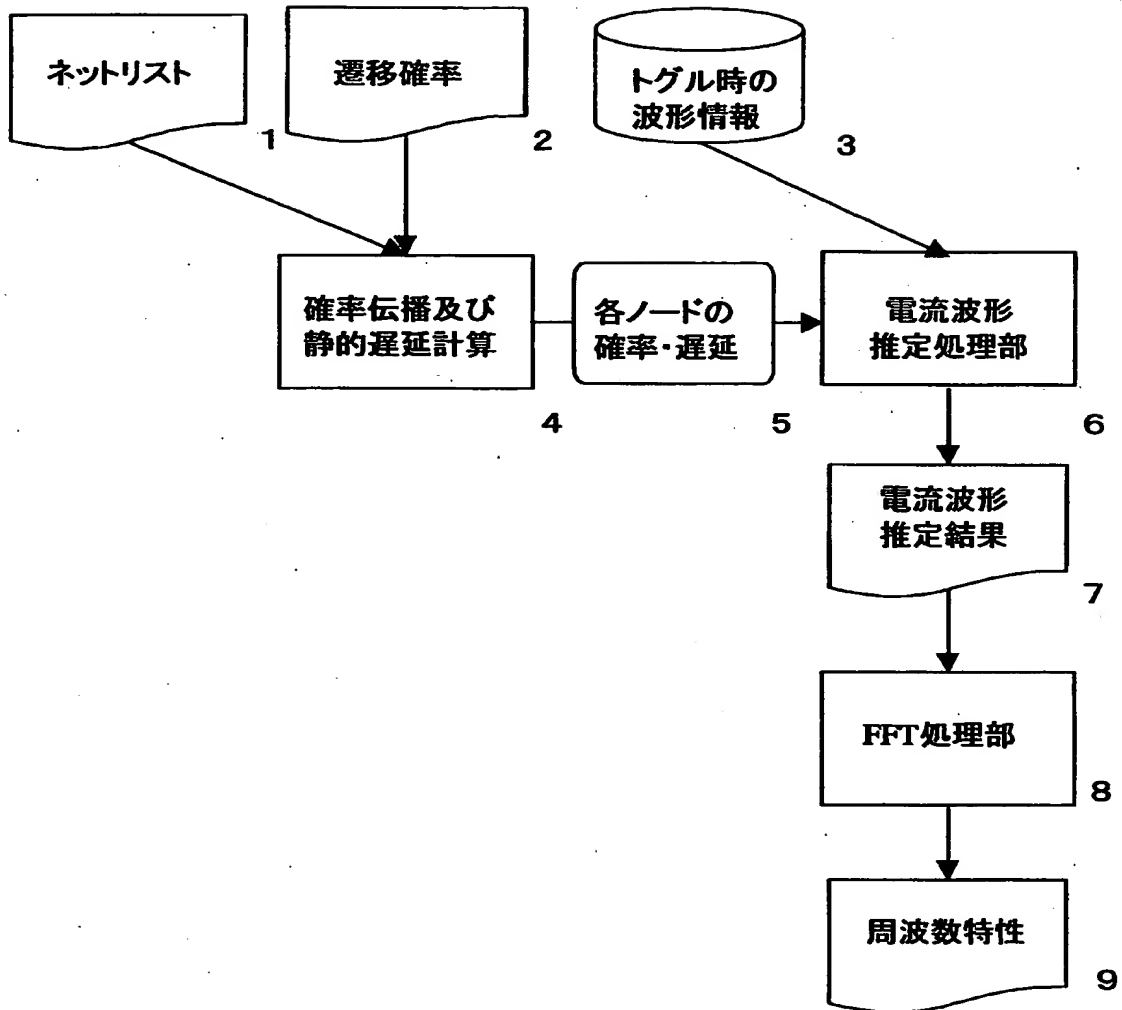 ネットリスト
1
遷移確率
2
トグル時の
波形情報
3
確率伝播及び
静的遅延計算
4
各ノードの
確率・遅延
5
電流波形
推定処理部
6
電流波形
推定結果
7
FFT処理部
8
周波数特性
9